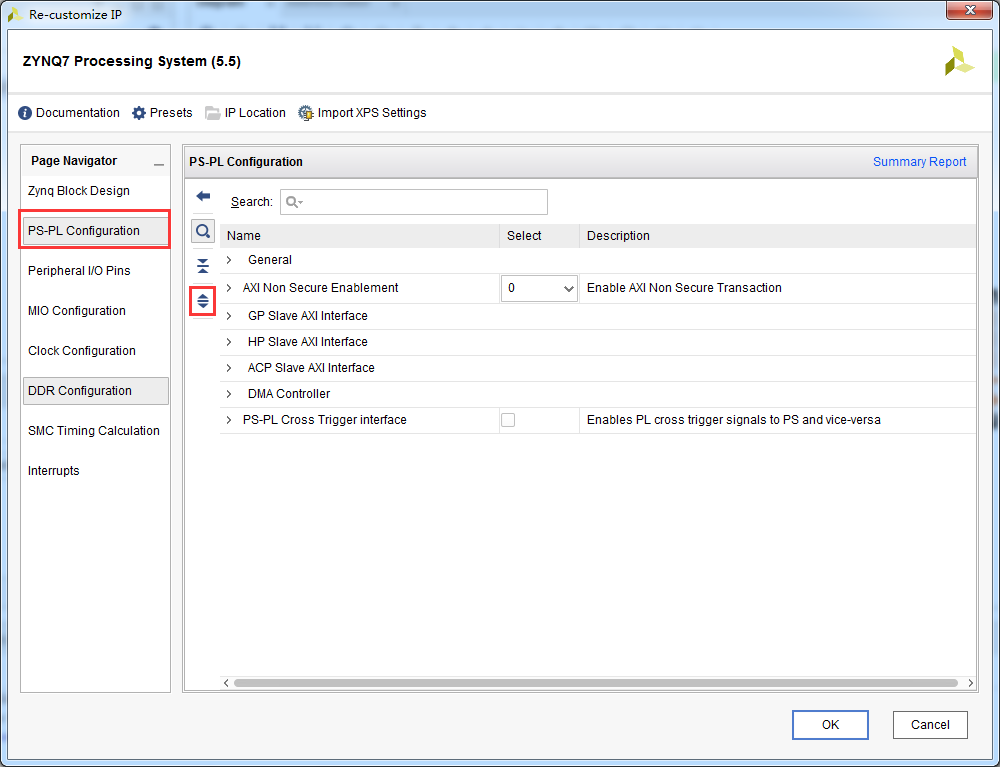 Re-customize IP
ZYNQ7 Processing System (5.5)
Documentation Presets IP Location Import XPS Settings
Page Navigator
Zynq Block Design
PS-PL Configuration
Peripheral I/O Pins
MIO Configuration
Clock Configuration
DDR Configuration
SMC Timing Calculation
Interrupts
PS-PL Configuration Summary Report
Search:
Name Select Description
General
AXI Non Secure Enablement 0 Enable AXI Non Secure Transaction
GP Slave AXI Interface
HP Slave AXI Interface
ACP Slave AXI Interface
DMA Controller
PS-PL Cross Trigger interface Enables PL cross trigger signals to PS and vice-versa
OK Cancel